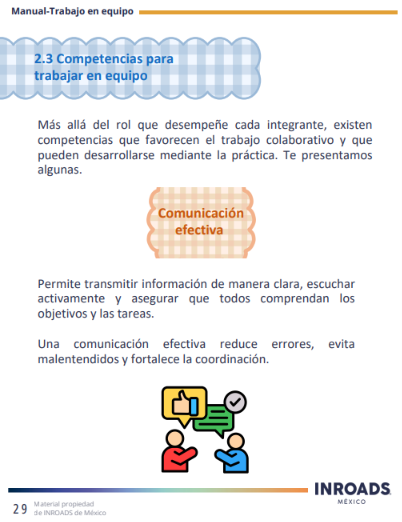 Manual-Trabajo en equipo
2.3 Competencias para
trabajar en equipo
Más allá del rol que desempeñe cada integrante, existen
competencias que favorecen el trabajo colaborativo y que
pueden desarrollarse mediante la práctica. Te presentamos
algunas.
Comunicación
efectiva
Permite transmitir información de manera clara, escuchar
activamente y asegurar que todos comprendan los
objetivos y las tareas.
Una comunicación efectiva reduce errores, evita
malentendidos y fortalece la coordinación.
INROADS
MÉXICO
29
Material propiedad
de INROADS de México